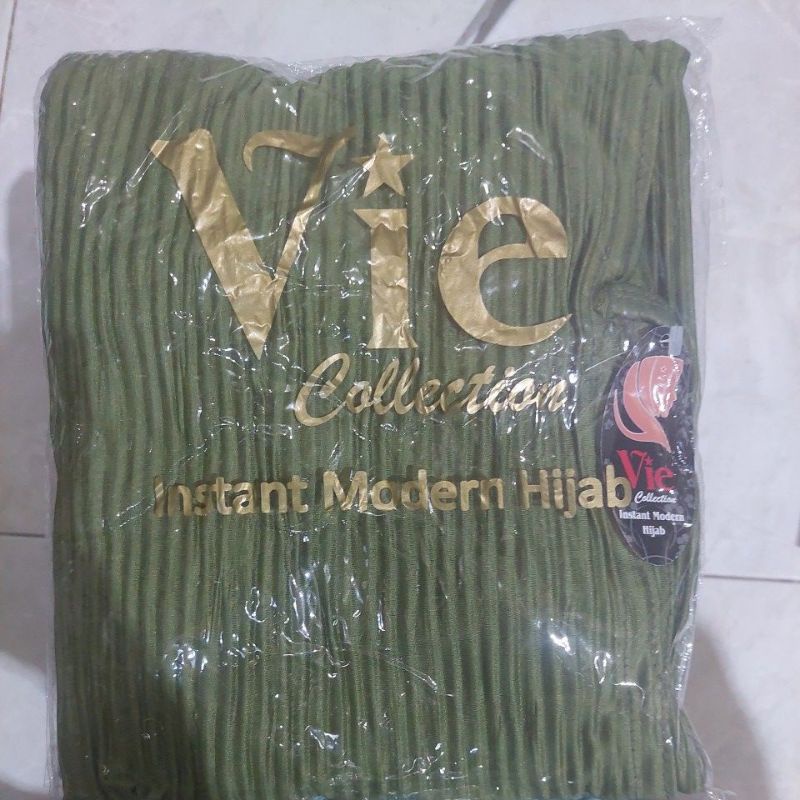 Vie
Collection
Instant Modern Hijab
Vie
Collection
Instant Modern
Hijab